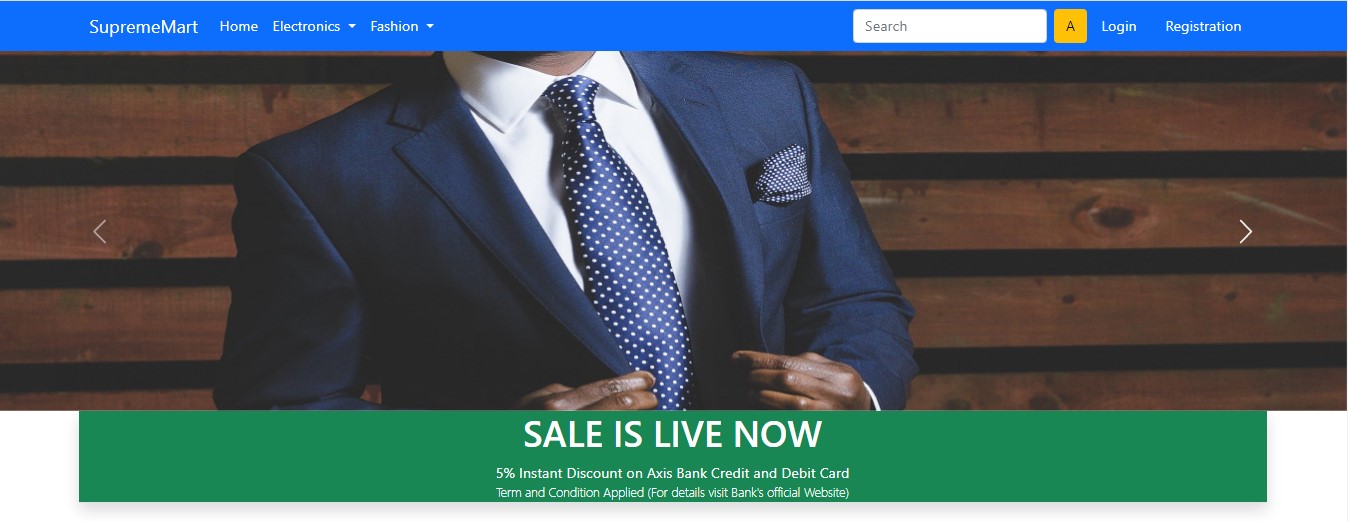 SupremeMart Home Electronics Fashion Search A Login Registration
SALE IS LIVE NOW
5% Instant Discount on Axis Bank Credit and Debit Card
Term and Condition Applied (For details visit Bank's official Website)